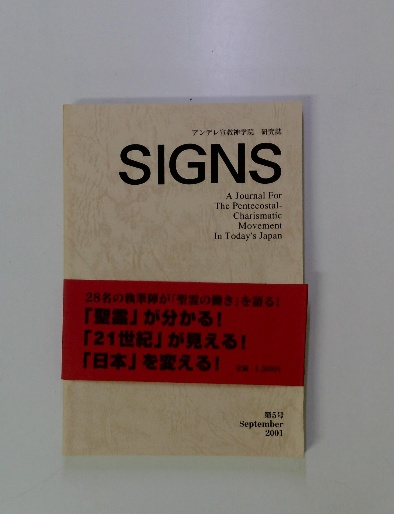 アンデレ宣教神学院 研究誌
SIGNS
A Journal For
The Pentecostal-
Charismatic
Movement
In Today's Japan
28名の執筆陣が「聖霊の働き」を語る!
「聖霊」が分かる!
「21世紀」が見える!
「日本」を変える!
第5号
September
2001